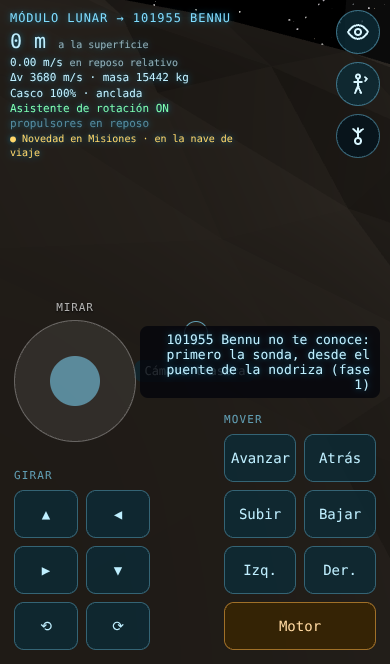 MÓDULO LUNAR → 101955 BENNU
0 m a la superficie
0.00 m/s en reposo relativo
Δv 3680 m/s · masa 15442 kg
Casco 100% · anclada
Asistente de rotación ON
propulsores en reposo
● Novedad en Misiones · en la nave de
viaje
MIRAR
101955 Bennu no te conoce:
primero la sonda, desde el
puente de la nodriza (fase
1)
MOVER
Avanzar Atrás
GIRAR
▲ ◄ Subir Bajar
► ▼ Izq. Der.
⟲ ⟳ Motor